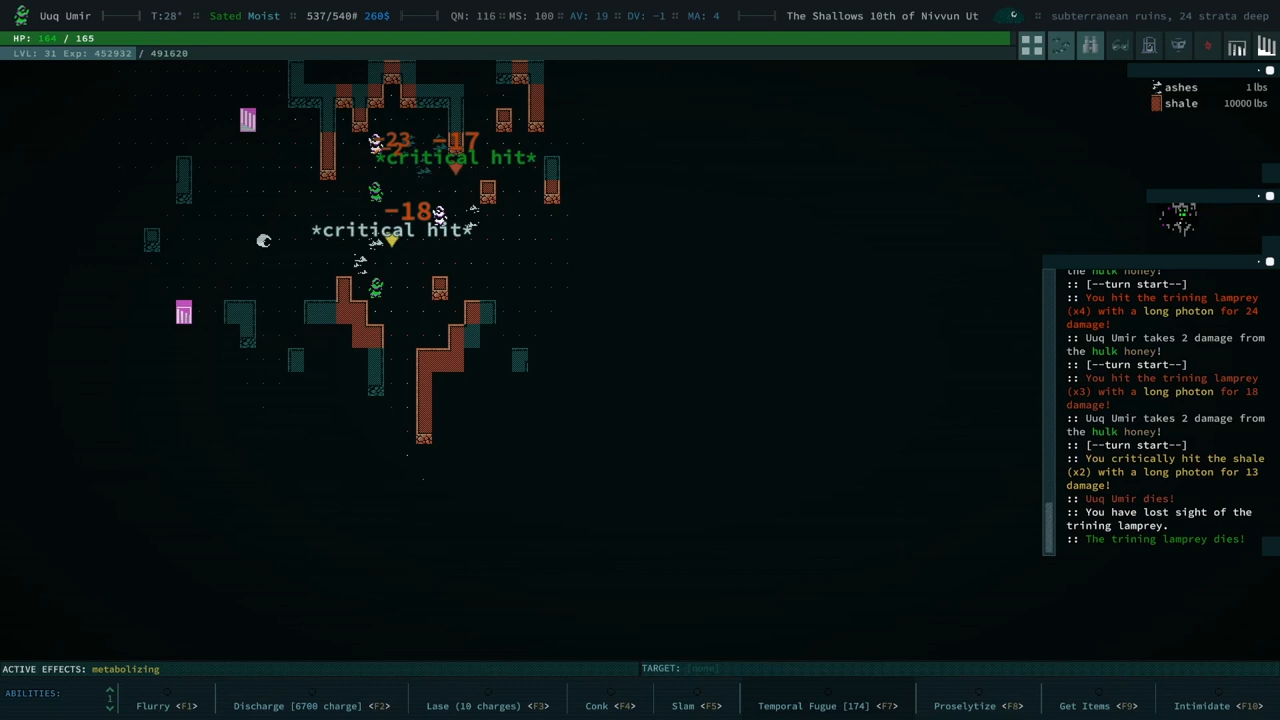 Uuq Umir T:28° :: Sated Moist :: 537/540# 260$ QN: 116 :: MS: 100 :: AV: 19 :: DV: -1 :: MA: 4 The Shallows 10th of Nivvun Ut :: subterranean ruins, 24 strata deep
HP: 164 / 165
LVL: 31 Exp: 452932 / 491620
ashes 1 lbs
shale 10000 lbs
-23 -17
*critical hit*
-18
*critical hit*
the hulk honey!
:: [--turn start--]
:: You hit the trining lamprey
(x4) with a long photon for 24
damage!
:: Uuq Umir takes 2 damage from
the hulk honey!
:: [--turn start--]
:: You hit the trining lamprey
(x3) with a long photon for 18
damage!
:: Uuq Umir takes 2 damage from
the hulk honey!
:: [--turn start--]
:: You critically hit the shale
(x2) with a long photon for 13
damage!
:: Uuq Umir dies!
:: You have lost sight of the
trining lamprey.
:: The trining lamprey dies!
ACTIVE EFFECTS: metabolizing TARGET: [none]
ABILITIES: 1 Flurry <F1> Discharge [6700 charge] <F2> Lase (10 charges) <F3> Conk <F4> Slam <F5> Temporal Fugue [174] <F7> Proselytize <F8> Get Items <F9> Intimidate <F10>